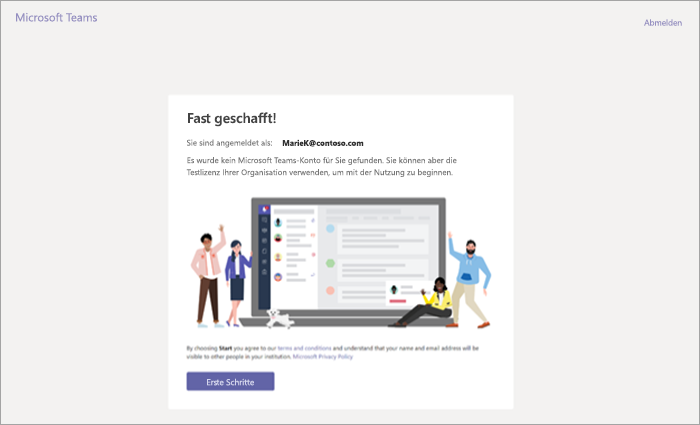 Microsoft Teams
Abmelden
Fast geschafft!
Sie sind angemeldet als: MarieK@contoso.com
Es wurde kein Microsoft Teams-Konto für Sie gefunden. Sie können aber die
Testlizenz Ihrer Organisation verwenden, um mit der Nutzung zu beginnen.
By choosing Start you agree to our terms and conditions and understand that your name and email address will be
visible to other people in your institution. Microsoft Privacy Policy
Erste Schritte